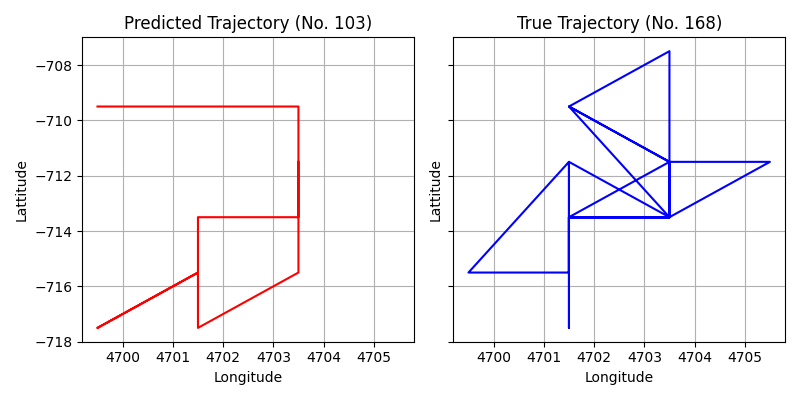 Predicted Trajectory (No. 103)
True Trajectory (No. 168)
−708
−710
−712
−714
−716
−718
Lattitude
Lattitude
4700 4701 4702 4703 4704 4705
4700 4701 4702 4703 4704 4705
Longitude
Longitude